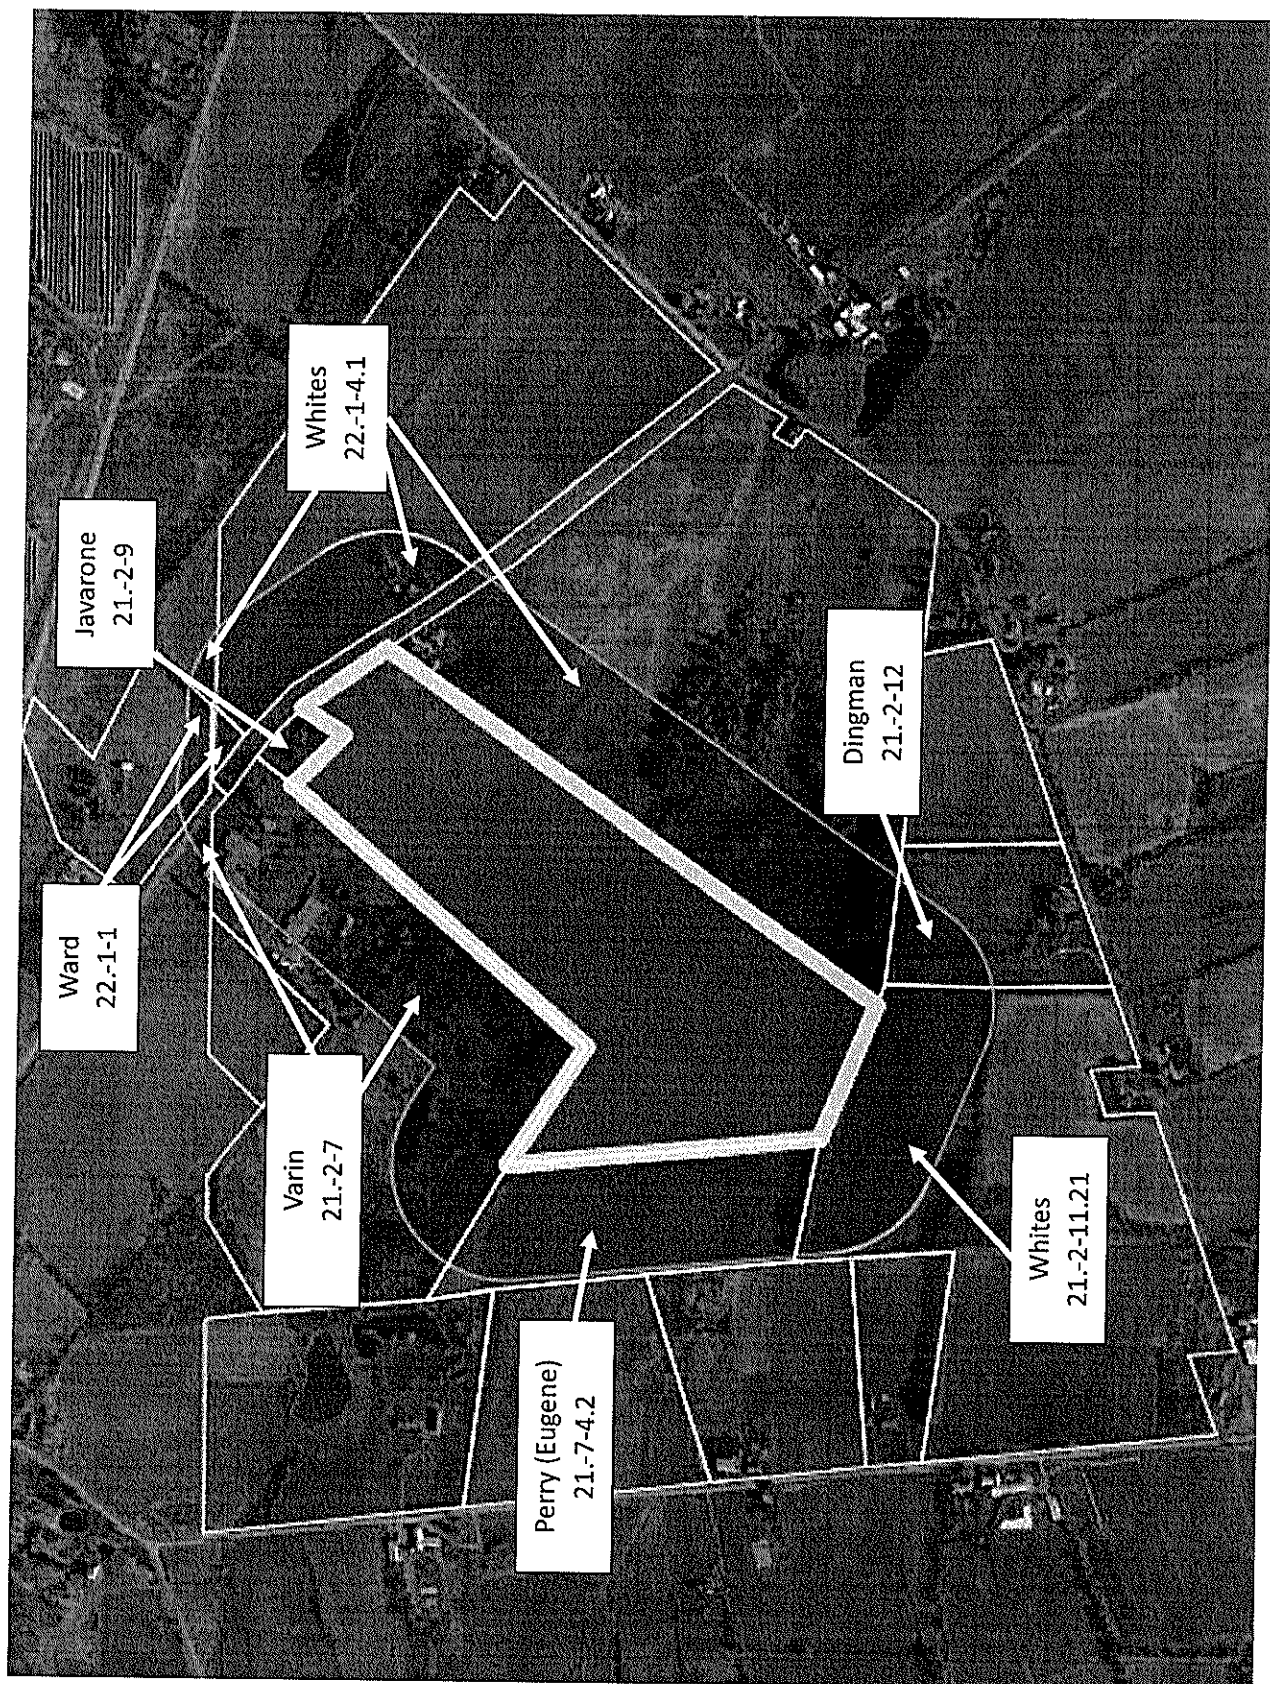 Ward
22.-1-1
Javarone
21.-2-9
Whites
22.-1-4.1
Varin
21.-2-7
Perry (Eugene)
21.-7-4.2
Whites
21.-2-11.21
Dingman
21.-2-12